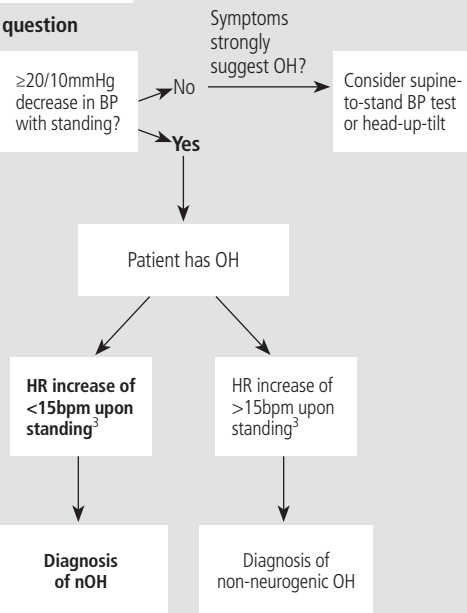 question
≥20/10mmHg
decrease in BP
with standing?
No
Yes
Symptoms
strongly
suggest OH?
Consider supine-
to-stand BP test
or head-up-tilt
Patient has OH
HR increase of
<15bpm upon
standing3
HR increase of
>15bpm upon
standing3
Diagnosis
of nOH
Diagnosis of
non-neurogenic OH